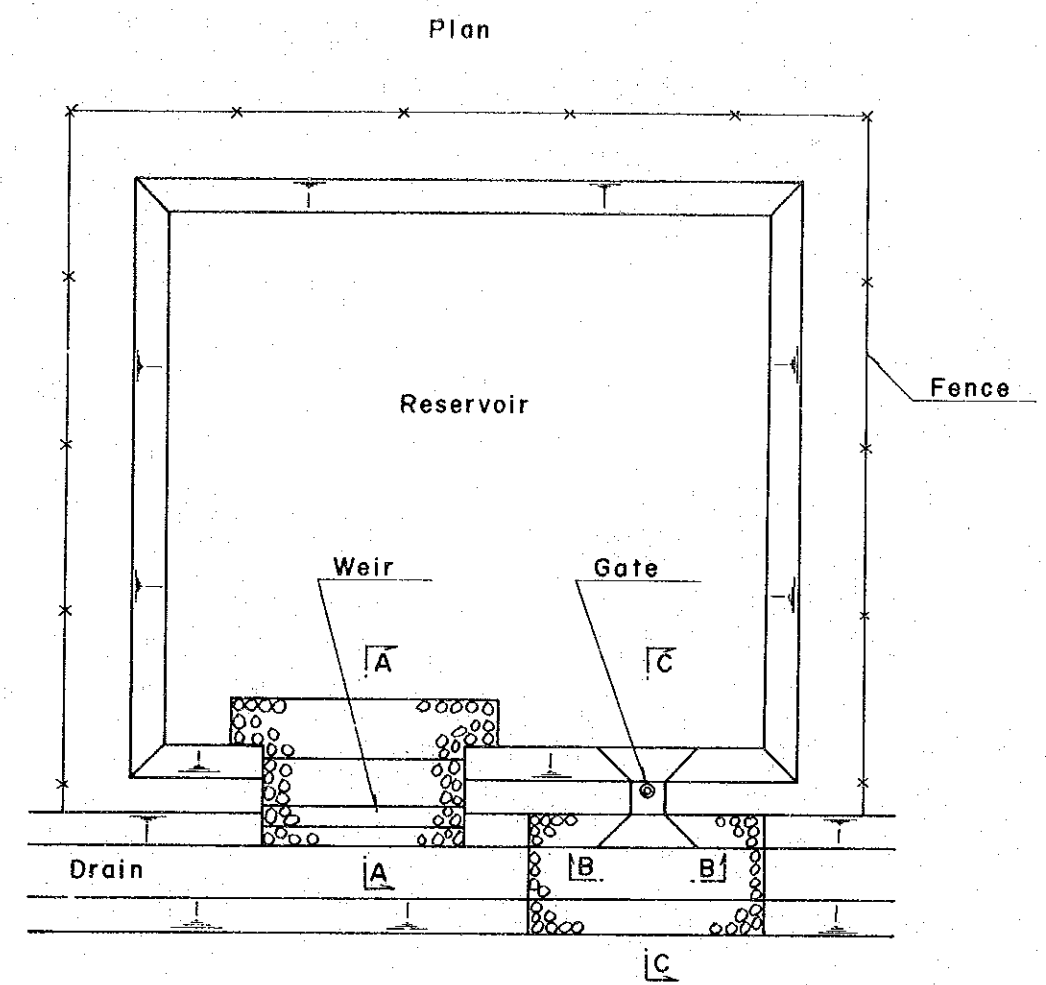 Plan
Fence
Reservoir
Weir
Gate
A
C
B
B
Drain
A
C